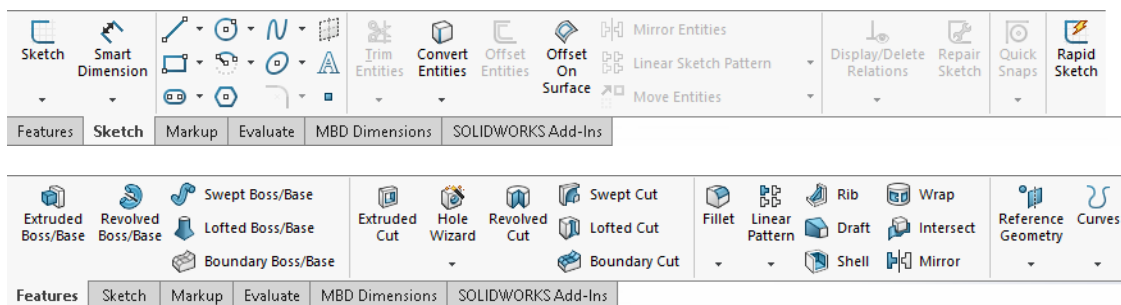 Sketch
Smart
Dimension
Trim
Entities
Convert
Entities
Offset
Entities
Offset
On
Surface
Mirror Entities
Linear Sketch Pattern
Move Entities
Display/Delete
Relations
Repair
Sketch
Quick
Snaps
Rapid
Sketch
Features Sketch Markup Evaluate MBD Dimensions SOLIDWORKS Add-Ins
Extruded
Boss/Base
Revolved
Boss/Base
Swept Boss/Base
Lofted Boss/Base
Boundary Boss/Base
Extruded
Cut
Hole
Wizard
Revolved
Cut
Swept Cut
Lofted Cut
Boundary Cut
Fillet
Linear
Pattern
Rib
Draft
Shell
Wrap
Intersect
Mirror
Reference
Geometry
Curves
Features Sketch Markup Evaluate MBD Dimensions SOLIDWORKS Add-Ins